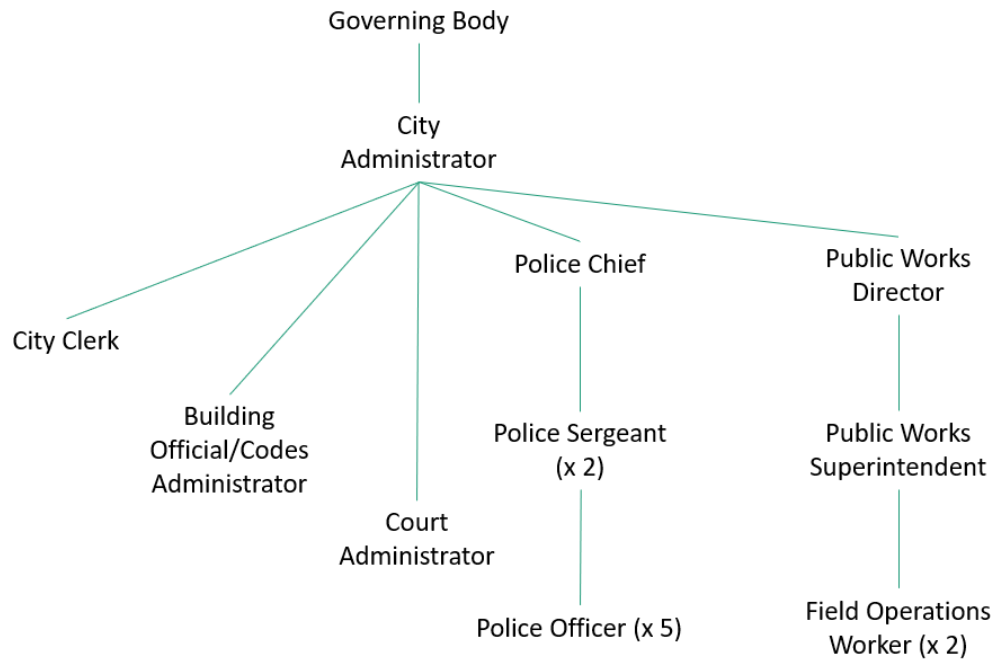 Governing Body
City
Administrator
Police Chief
Public Works
Director
City Clerk
Building
Official/Codes
Administrator
Police Sergeant
(x 2)
Public Works
Superintendent
Court
Administrator
Police Officer (x 5)
Field Operations
Worker (x 2)